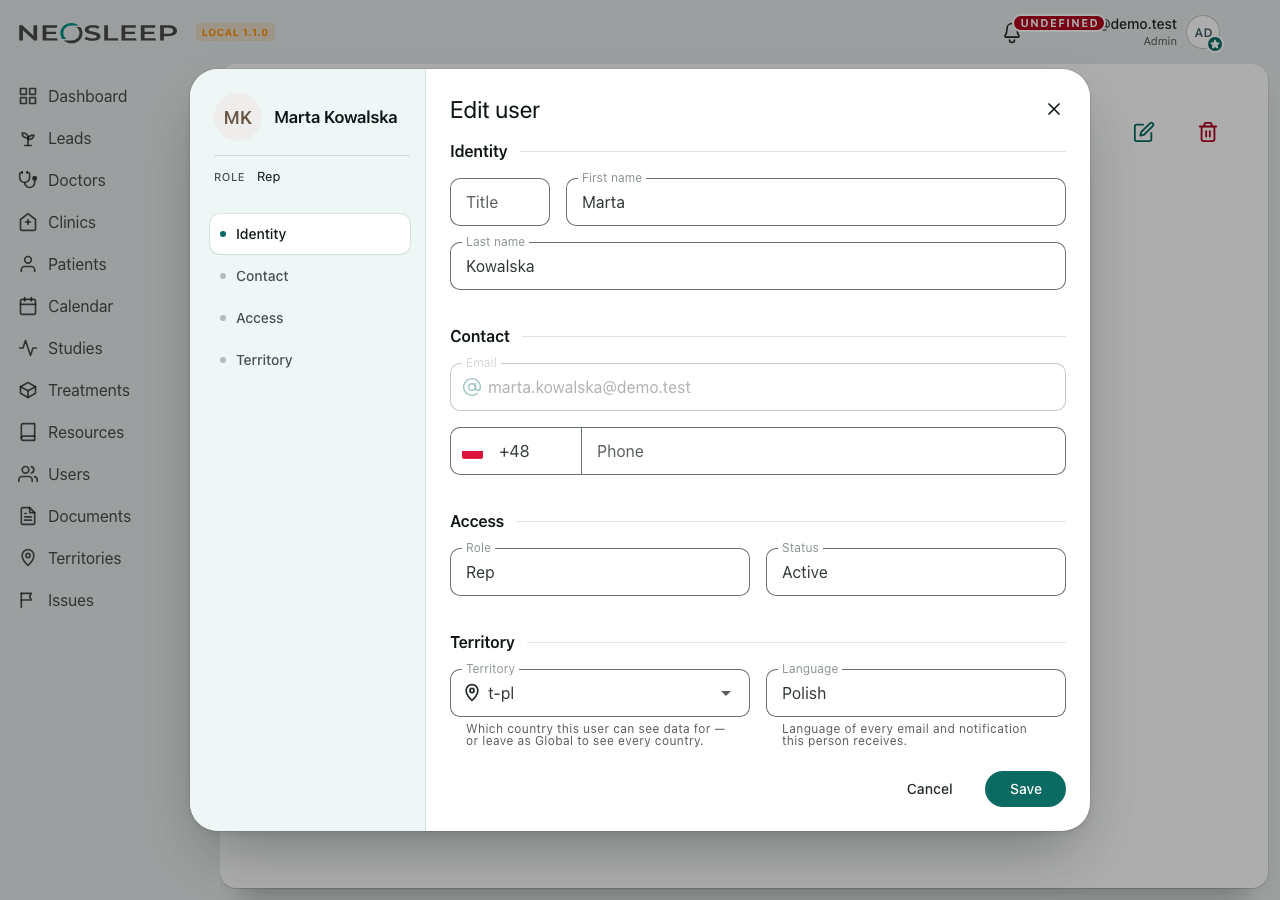 NEOSLEEP
LOCAL 1.1.0
UNDEFINED
@demo.test
Admin
AD
Dashboard
Leads
Doctors
Clinics
Patients
Calendar
Studies
Treatments
Resources
Users
Documents
Territories
Issues
MK
Marta Kowalska
ROLE Rep
Identity
Contact
Access
Territory
Edit user
Identity
Title
First name
Marta
Last name
Kowalska
Contact
Email
marta.kowalska@demo.test
+48
Phone
Access
Role
Rep
Status
Active
Territory
Territory
t-pl
Which country this user can see data for —
or leave as Global to see every country.
Language
Polish
Language of every email and notification
this person receives.
Cancel
Save